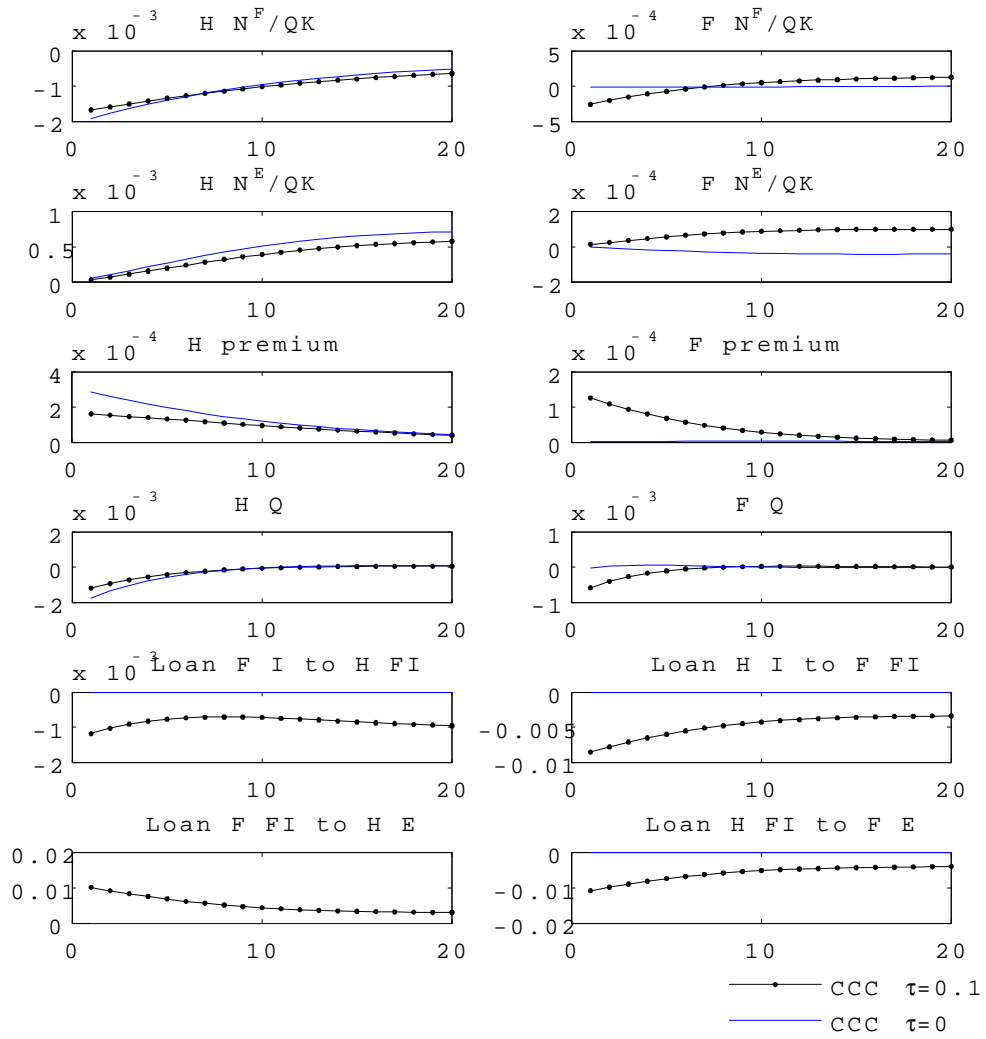 x 10^-3 H N^F/QK
0
-1
-2
0 10 20
x 10^-4 F N^F/QK
5
0
-5
0 10 20
x 10^-3 H N^E/QK
1
0.5
0
0 10 20
x 10^-4 F N^E/QK
2
0
-2
0 10 20
x 10^-4 H premium
4
2
0
0 10 20
x 10^-4 F premium
2
1
0
0 10 20
x 10^-3 H Q
2
0
-2
0 10 20
x 10^-3 F Q
1
0
-1
0 10 20
x 10^-3 Loan F I to H FI
0
-1
-2
0 10 20
Loan H I to F FI
0
-0.005
-0.01
0 10 20
Loan F FI to H E
0.02
0.01
0
0 10 20
Loan H FI to F E
0
-0.01
-0.02
0 10 20
CCC τ=0.1
CCC τ=0